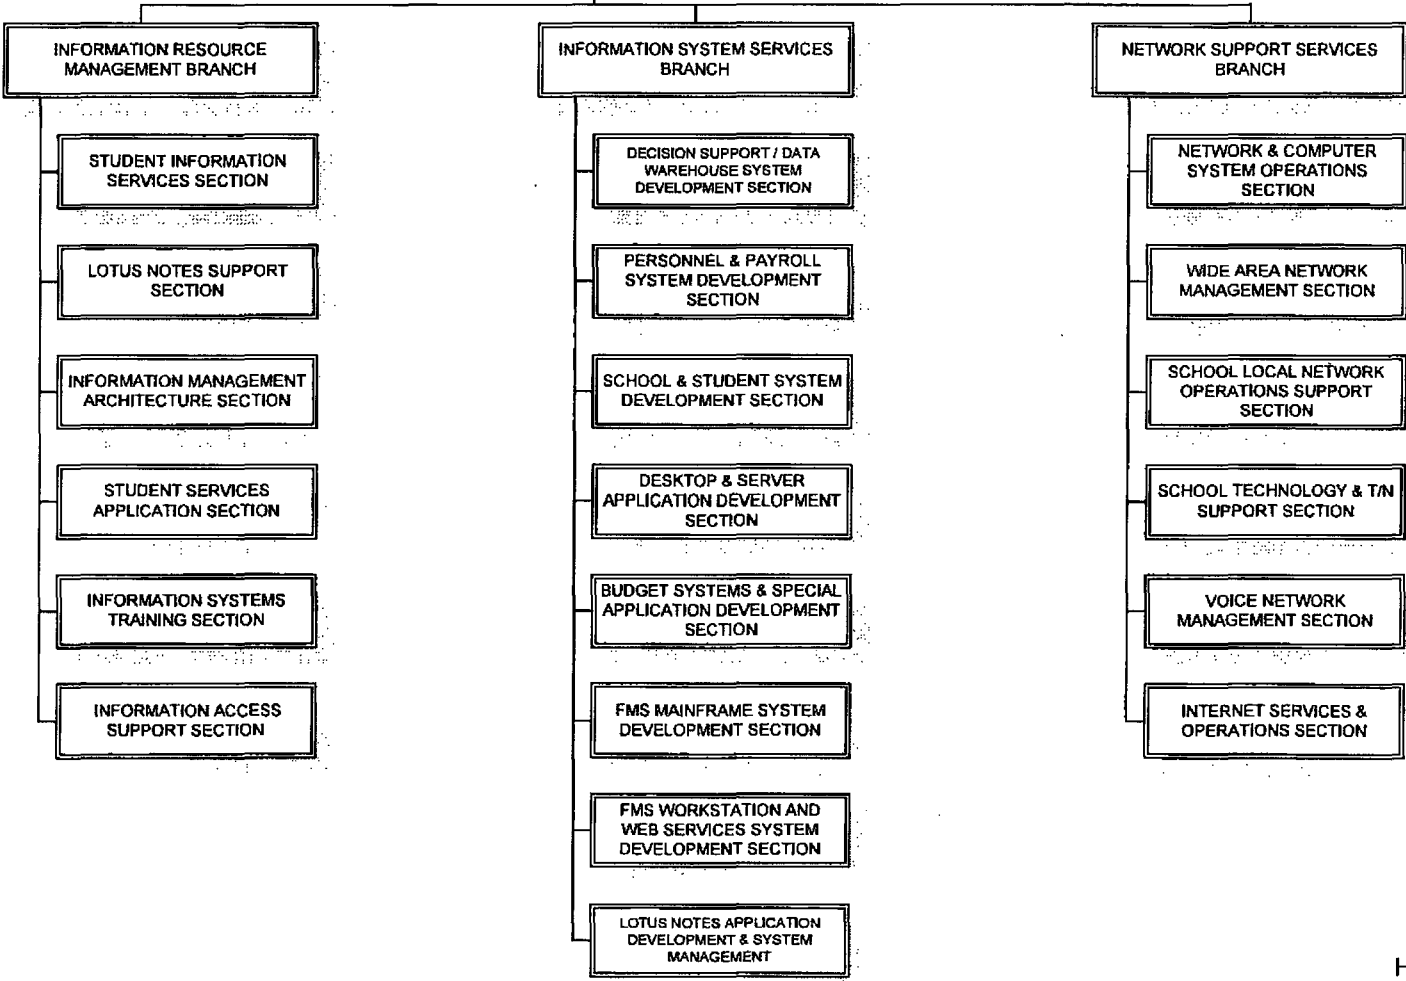 INFORMATION RESOURCE
MANAGEMENT BRANCH
STUDENT INFORMATION
SERVICES SECTION
LOTUS NOTES SUPPORT
SECTION
INFORMATION MANAGEMENT
ARCHITECTURE SECTION
STUDENT SERVICES
APPLICATION SECTION
INFORMATION SYSTEMS
TRAINING SECTION
INFORMATION ACCESS
SUPPORT SECTION
INFORMATION SYSTEM SERVICES
BRANCH
DECISION SUPPORT / DATA
WAREHOUSE SYSTEM
DEVELOPMENT SECTION
PERSONNEL & PAYROLL
SYSTEM DEVELOPMENT
SECTION
SCHOOL & STUDENT SYSTEM
DEVELOPMENT SECTION
DESKTOP & SERVER
APPLICATION DEVELOPMENT
SECTION
BUDGET SYSTEMS & SPECIAL
APPLICATION DEVELOPMENT
SECTION
FMS MAINFRAME SYSTEM
DEVELOPMENT SECTION
FMS WORKSTATION AND
WEB SERVICES SYSTEM
DEVELOPMENT SECTION
LOTUS NOTES APPLICATION
DEVELOPMENT & SYSTEM
MANAGEMENT
NETWORK SUPPORT SERVICES
BRANCH
NETWORK & COMPUTER
SYSTEM OPERATIONS
SECTION
WIDE AREA NETWORK
MANAGEMENT SECTION
SCHOOL LOCAL NETWORK
OPERATIONS SUPPORT
SECTION
SCHOOL TECHNOLOGY & T/N
SUPPORT SECTION
VOICE NETWORK
MANAGEMENT SECTION
INTERNET SERVICES &
OPERATIONS SECTION